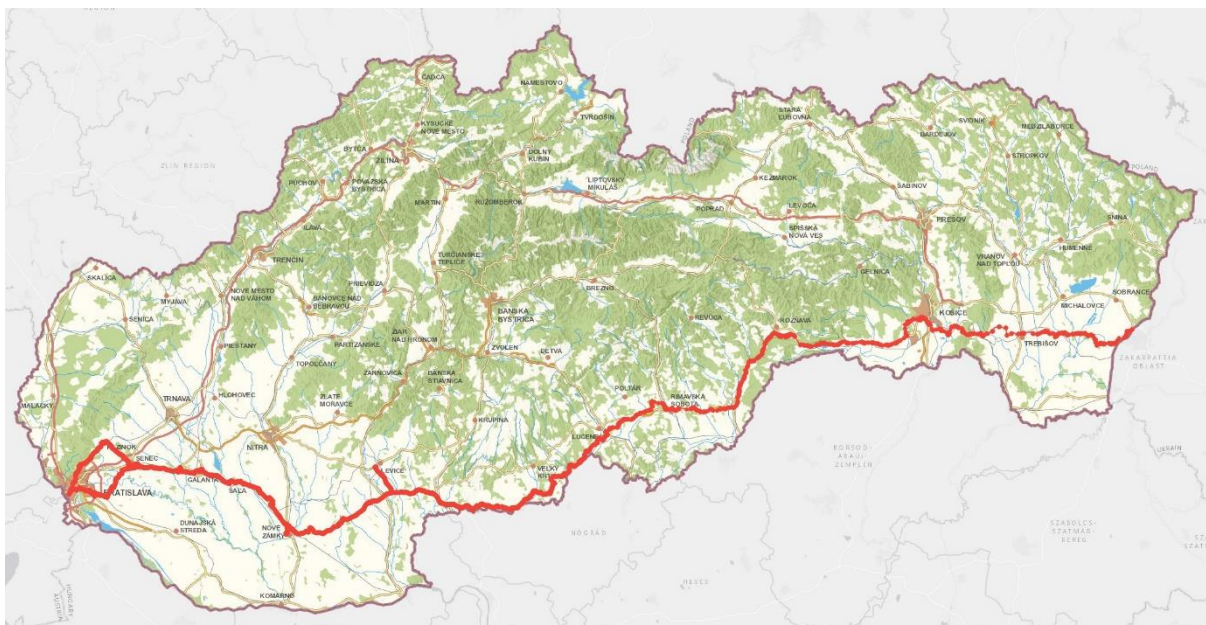 ČADCA
NÁMESTOVO
TVRDOŠÍN
KYSUCKÉ
NOVÉ MESTO
STARÁ
ĽUBOVŇA
SVIDNÍK
BARDEJOV
MEDZILABORCE
POLAND
ZLIN REGION
BYTČA
ŽILINA
DOLNÝ
KUBÍN
STROPKOV
POLAND
PÚCHOV
POVAŽSKÁ
BYSTRICA
LIPTOVSKÝ
MIKULÁŠ
KEŽMAROK
SABINOV
MARTIN
RUŽOMBEROK
POPRAD
LEVOČA
PREŠOV
SNINA
ILAVA
SPIŠSKÁ
NOVÁ VES
HUMENNÉ
TRENČÍN
TURČIANSKE
TEPLICE
VRANOV
NAD TOPĽOU
GELNICA
SKALICA
MYJAVA
NOVÉ MESTO
NAD VÁHOM
PRIEVIDZA
BREZNO
BÁNOVCE NAD
BEBRAVOU
BANSKÁ
BYSTRICA
MICHALOVCE
SOBRANCE
SENICA
REVÚCA
ROŽŇAVA
KOŠICE
PIEŠŤANY
PARTIZÁNSKE
ŽIAR
NAD HRONOM
ZVOLEN
DETVA
TREBIŠOV
ZAKARPATTIA
OBLAST
TOPOĽČANY
ŽARNOVICA
BANSKÁ
ŠTIAVNICA
MALACKY
HLOHOVEC
ZLATÉ
MORAVCE
POLTÁR
RIMAVSKÁ
SOBOTA
TRNAVA
KRUPINA
NITRA
BORSOD-
ABAÚJ-
ZEMPLÉN
UKRAIN
SENEC
LEVICE
GALANTA
ŠAĽA
BRATISLAVA
DUNAJSKÁ
STREDA
NOVÉ
ZÁMKY
NÓGRÁD
SZABOLCS-
SZATMÁR-
BEREG
HEVES
KOMÁRNO
HUNGARY